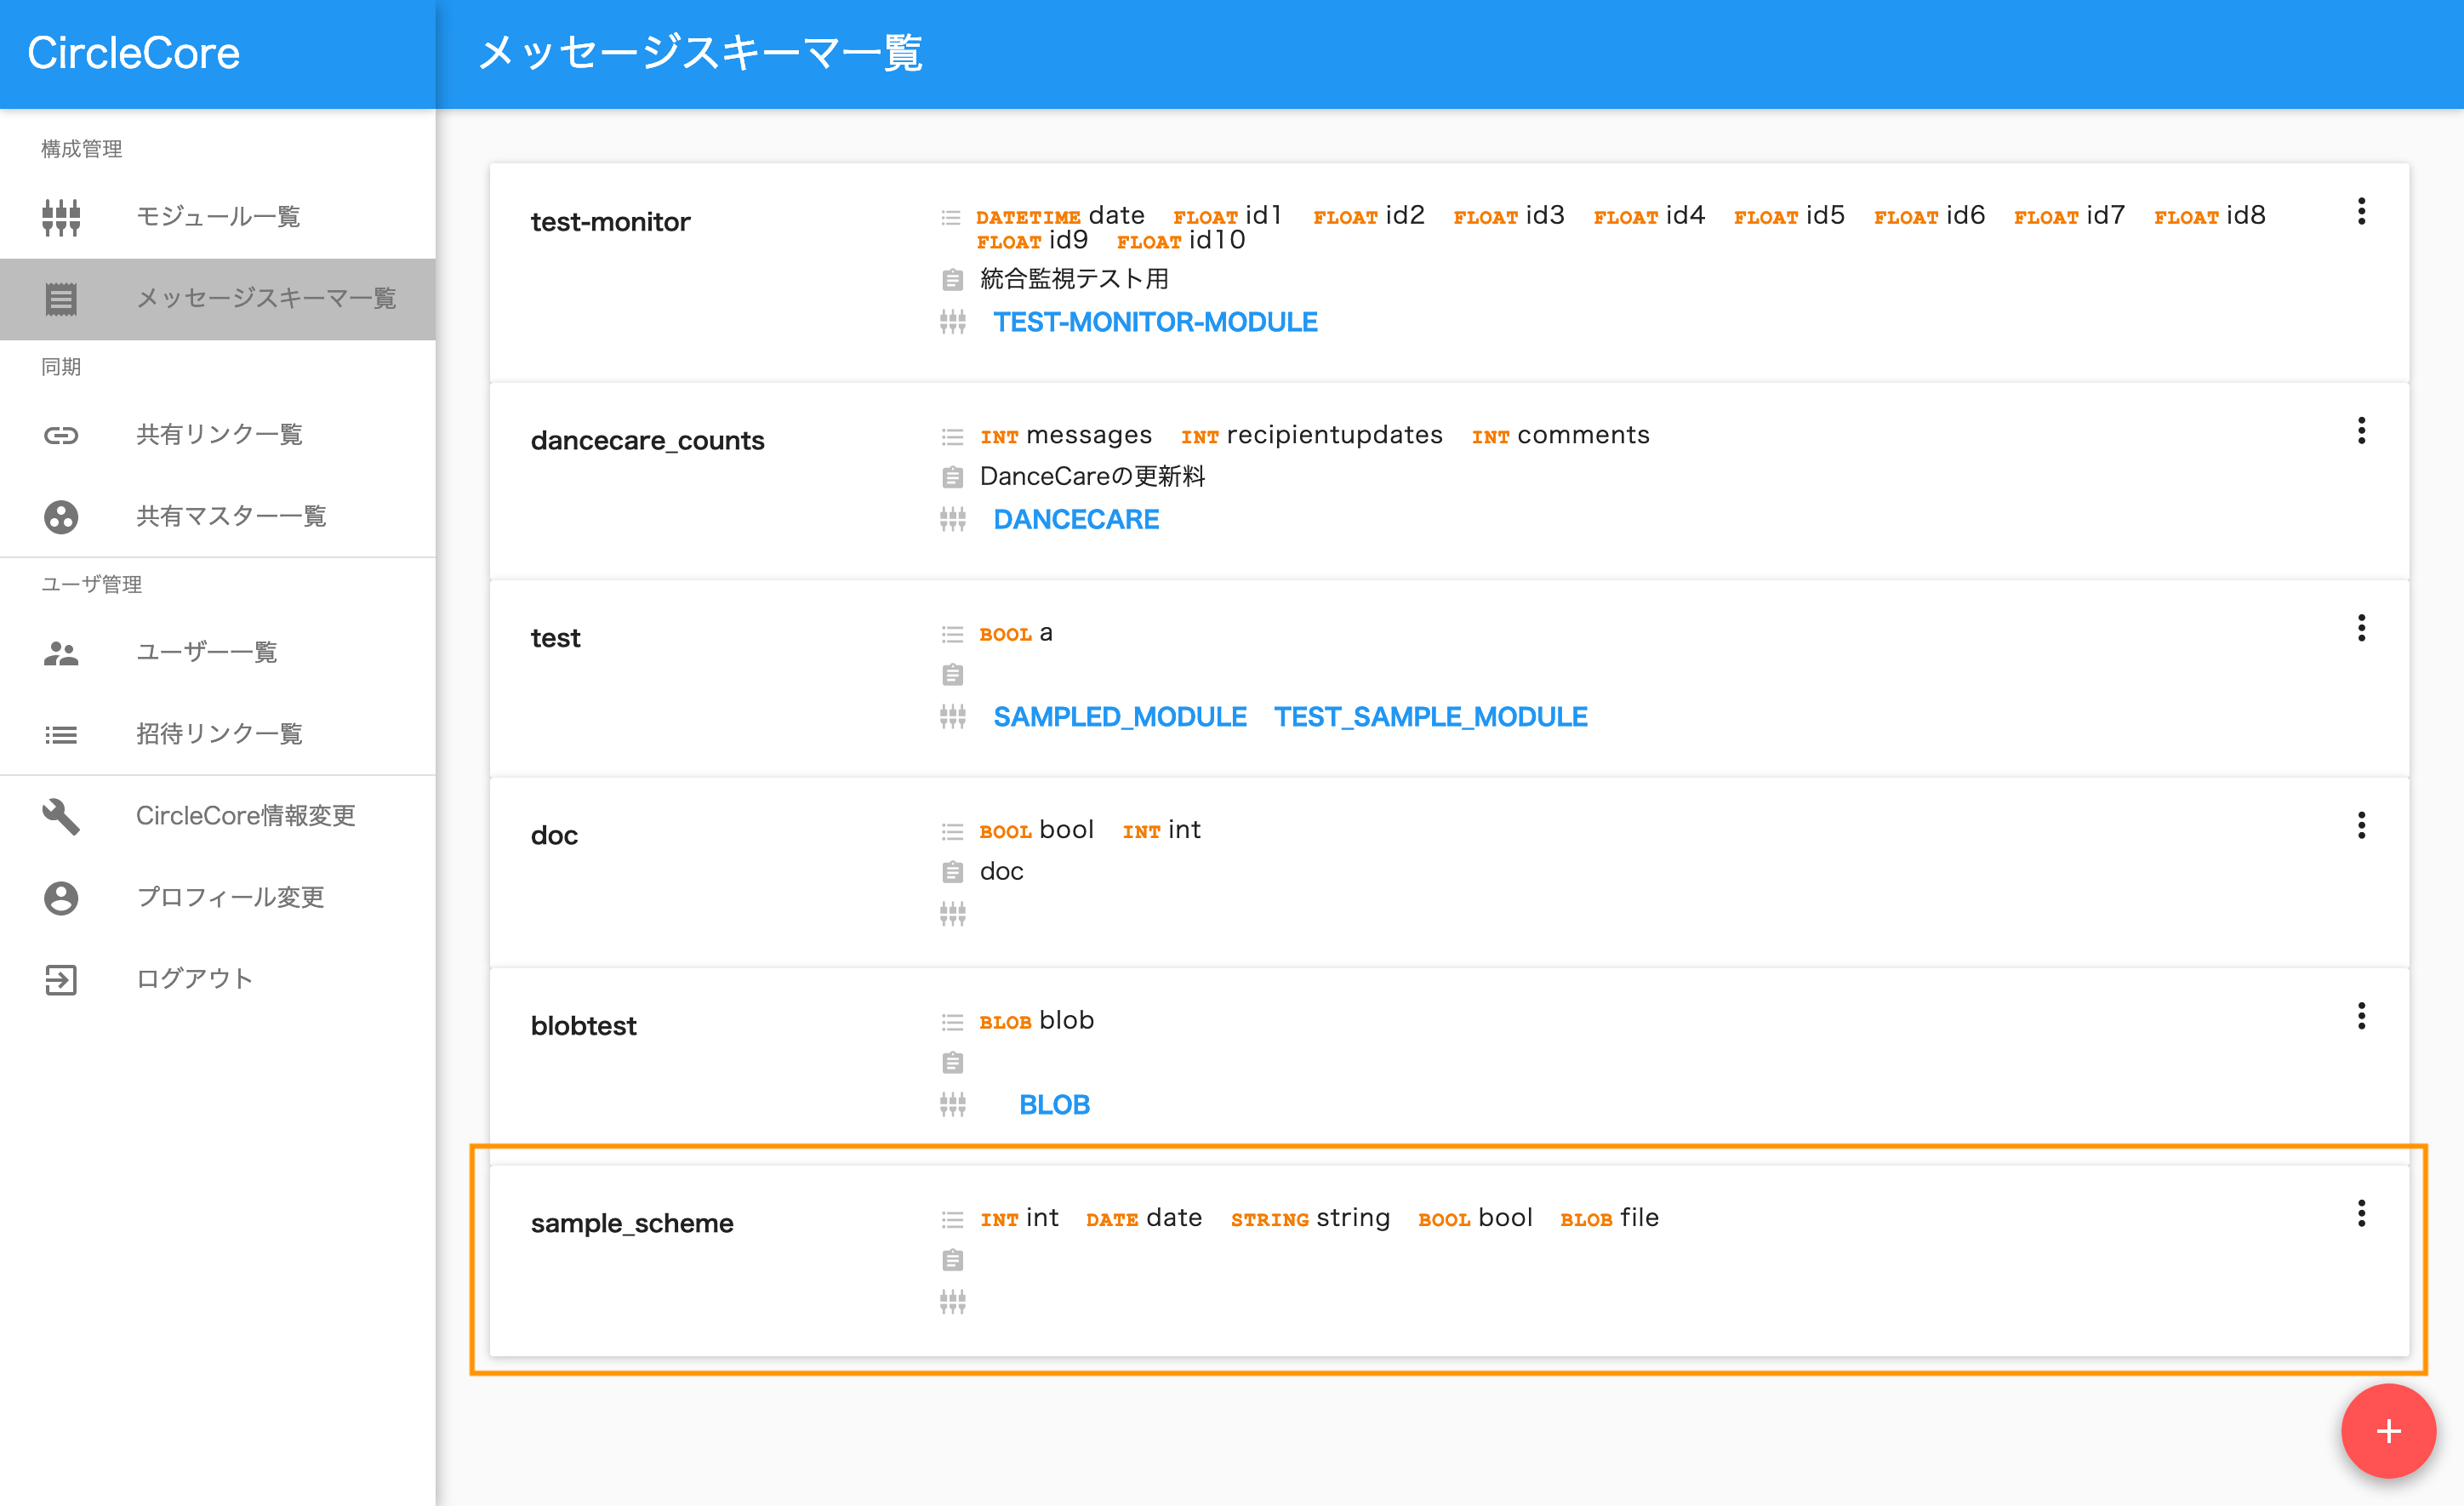 CircleCore
メッセージスキーマ一覧
構成管理
モジュール一覧
メッセージスキーマ一覧
同期
共有リンク一覧
共有マスター一覧
ユーザ管理
ユーザー一覧
招待リンク一覧
CircleCore情報変更
プロフィール変更
ログアウト
test-monitor
DATETIME date FLOAT id1 FLOAT id2 FLOAT id3 FLOAT id4 FLOAT id5 FLOAT id6 FLOAT id7 FLOAT id8
FLOAT id9 FLOAT id10
統合監視テスト用
TEST-MONITOR-MODULE
dancecare_counts
INT messages INT recipientupdates INT comments
DanceCareの更新料
DANCECARE
test
BOOL a
SAMPLED_MODULE TEST_SAMPLE_MODULE
doc
BOOL bool INT int
doc
blobtest
BLOB blob
BLOB
sample_scheme
INT int DATE date STRING string BOOL bool BLOB file